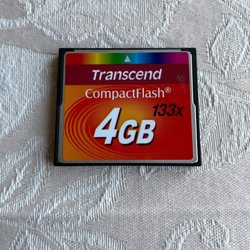 Transcend
CompactFlash®
133x
4GB